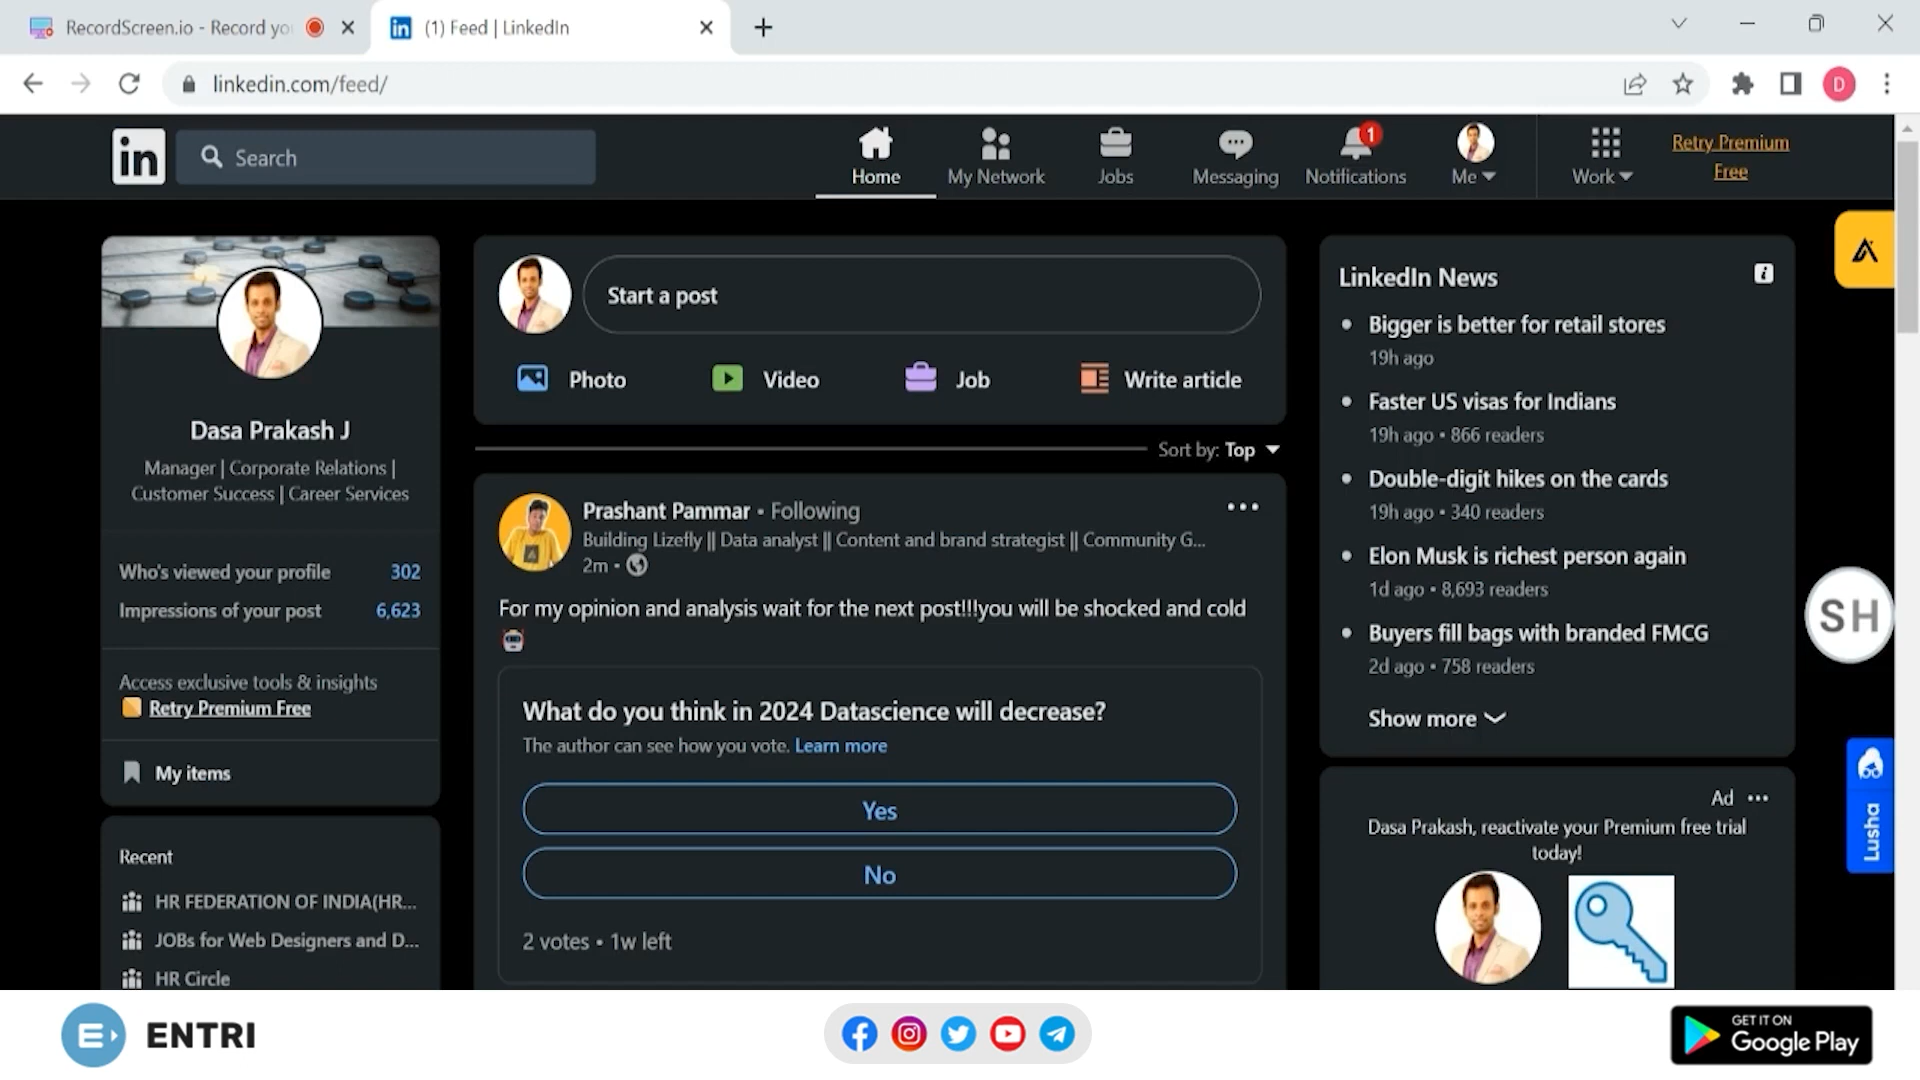 RecordScreen.io - Record yo
(1) Feed | LinkedIn
linkedin.com/feed/
D
in
Search
Home
My Network
Jobs
Messaging
1
Notifications
Me
Work
Retry Premium
Free
Dasa Prakash J
Manager | Corporate Relations |
Customer Success | Career Services
Who's viewed your profile 302
Impressions of your post 6,623
Access exclusive tools & insights
Retry Premium Free
My items
Recent
HR FEDERATION OF INDIA(HR...
JOBs for Web Designers and D...
HR Circle
Start a post
Photo
Video
Job
Write article
Sort by: Top
Prashant Pammar • Following
Building Lizefly || Data analyst || Content and brand strategist || Community G...
2m •
For my opinion and analysis wait for the next post!!!you will be shocked and cold
What do you think in 2024 Datascience will decrease?
The author can see how you vote. Learn more
Yes
No
2 votes • 1w left
LinkedIn News
Bigger is better for retail stores
19h ago
Faster US visas for Indians
19h ago • 866 readers
Double-digit hikes on the cards
19h ago • 340 readers
Elon Musk is richest person again
1d ago • 8,693 readers
Buyers fill bags with branded FMCG
2d ago • 758 readers
Show more
Ad
Dasa Prakash, reactivate your Premium free trial
today!
SH
Lusha
ENTRI
GET IT ON
Google Play